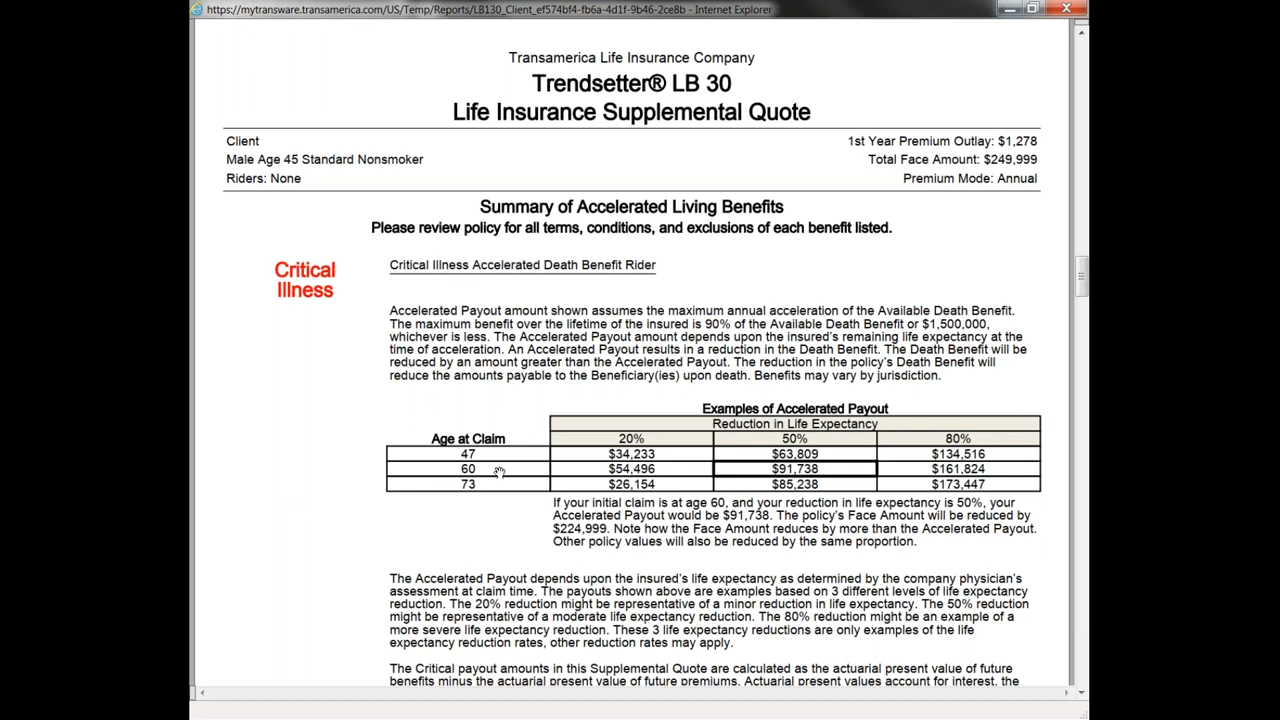 https://mytransware.transamerica.com/US/Temp/Reports/LB130_Client_ef574bf4-fb6a-4d1f-9b46-2ce8b - Internet Explorer
Transamerica Life Insurance Company
Trendsetter® LB 30
Life Insurance Supplemental Quote
Client
1st Year Premium Outlay: $1,278
Male Age 45 Standard Nonsmoker
Total Face Amount: $249,999
Riders: None
Premium Mode: Annual
Summary of Accelerated Living Benefits
Please review policy for all terms, conditions, and exclusions of each benefit listed.
Critical
Illness
Critical Illness Accelerated Death Benefit Rider
Accelerated Payout amount shown assumes the maximum annual acceleration of the Available Death Benefit.
The maximum benefit over the lifetime of the insured is 90% of the Available Death Benefit or $1,500,000,
whichever is less. The Accelerated Payout amount depends upon the insured's remaining life expectancy at the
time of acceleration. An Accelerated Payout results in a reduction in the Death Benefit. The Death Benefit will be
reduced by an amount greater than the Accelerated Payout. The reduction in the policy's Death Benefit will
reduce the amounts payable to the Beneficiary(ies) upon death. Benefits may vary by jurisdiction.
Examples of Accelerated Payout
Reduction in Life Expectancy
Age at Claim 20% 50% 80%
47 $34,233 $63,809 $134,516
60 $54,496 $91,738 $161,824
73 $26,154 $85,238 $173,447
If your initial claim is at age 60, and your reduction in life expectancy is 50%, your
Accelerated Payout would be $91,738. The policy's Face Amount will be reduced by
$224,999. Note how the Face Amount reduces by more than the Accelerated Payout.
Other policy values will also be reduced by the same proportion.
The Accelerated Payout depends upon the insured's life expectancy as determined by the company physician's
assessment at claim time. The payouts shown above are examples based on 3 different levels of life expectancy
reduction. The 20% reduction might be representative of a minor reduction in life expectancy. The 50% reduction
might be representative of a moderate life expectancy reduction. The 80% reduction might be an example of a
more severe life expectancy reduction. These 3 life expectancy reductions are only examples of the life
expectancy reduction rates, other reduction rates may apply.
The Critical payout amounts in this Supplemental Quote are calculated as the actuarial present value of future
benefits minus the actuarial present value of future premiums. Actuarial present values account for interest, the